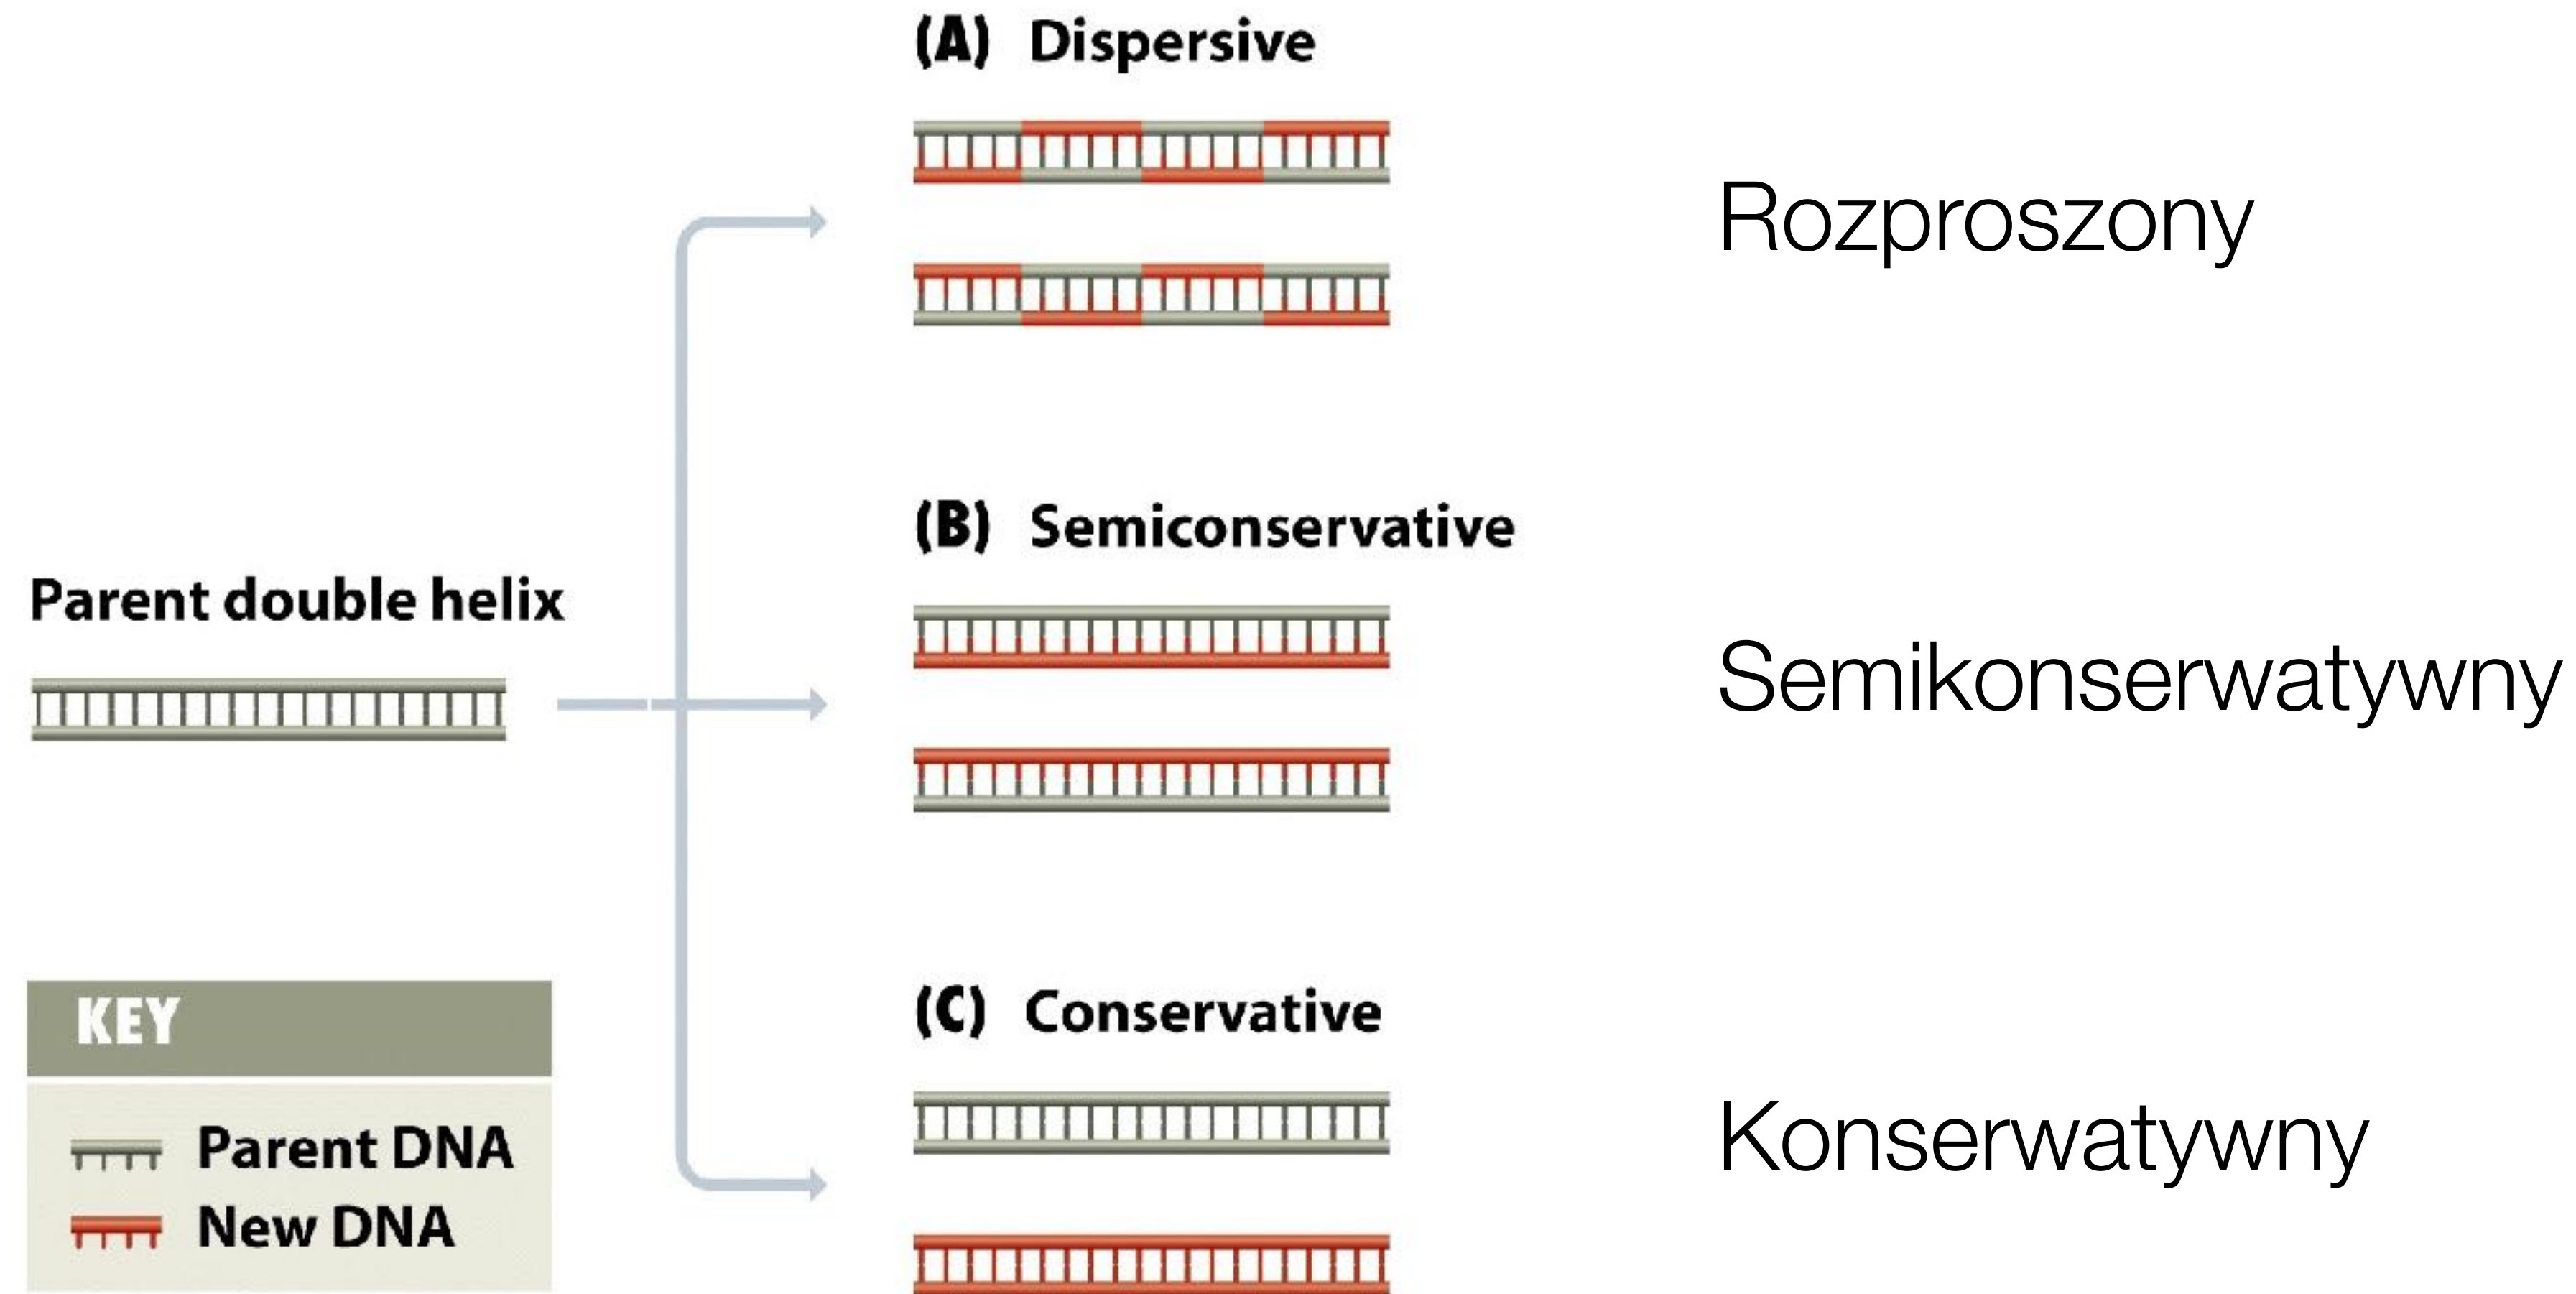 (A) Dispersive
Rozproszony
(B) Semiconservative
Parent double helix
Semikonserwatywny
(C) Conservative
KEY
Parent DNA
Konserwatywny
New DNA